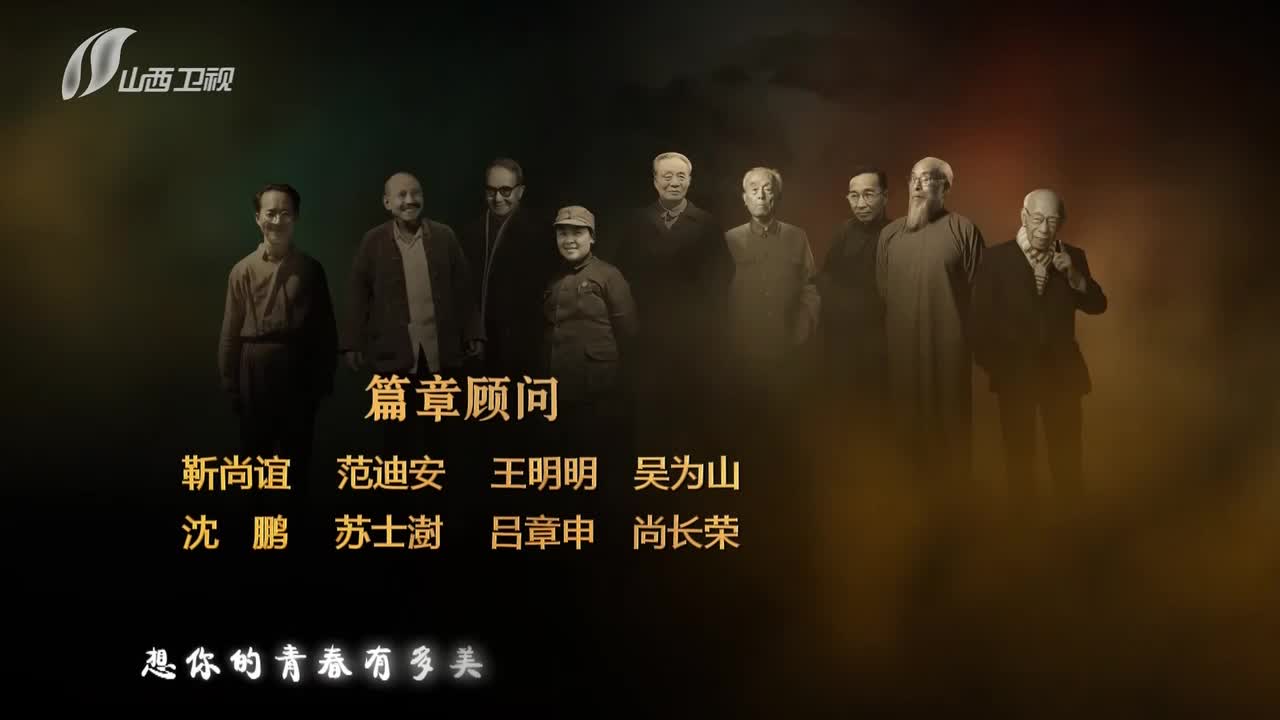 山西卫视
篇章顾问
靳尚谊 范迪安 王明明 吴为山
沈 鹏 苏士澍 吕章申 尚长荣
想你的青春有多美